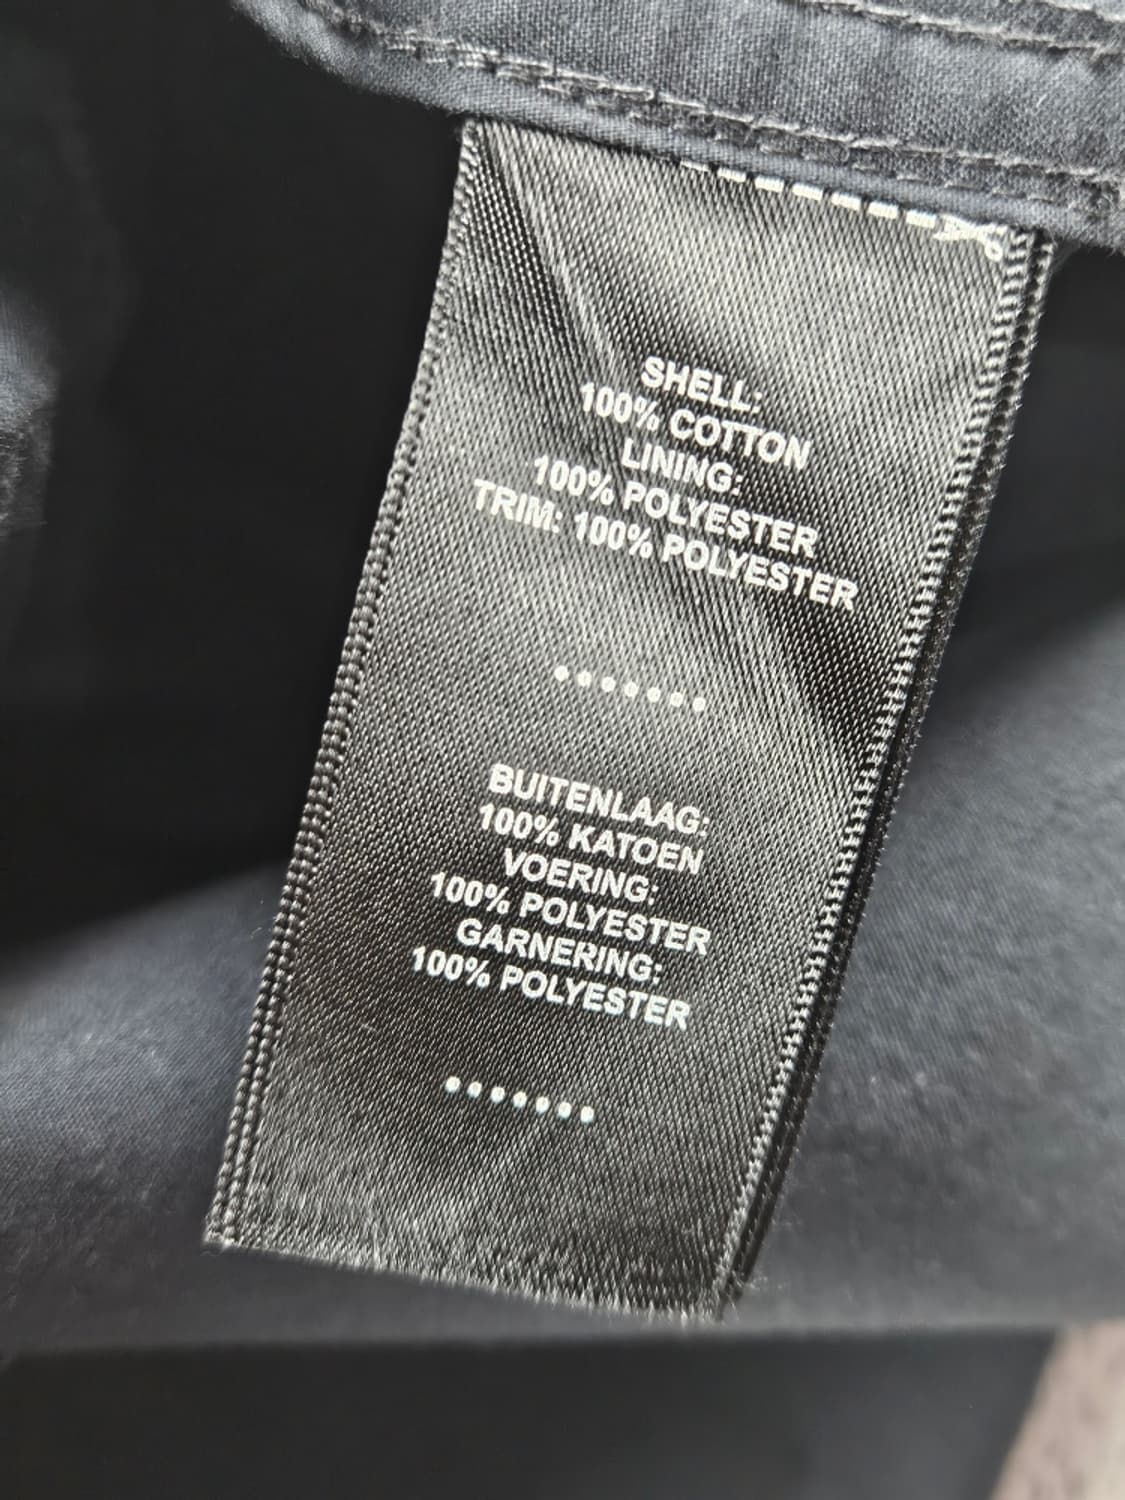 SHELL:
100% COTTON
LINING:
100% POLYESTER
TRIM: 100% POLYESTER
.......
BUITENLAAG:
100% KATOEN
VOERING:
100% POLYESTER
GARNERING:
100% POLYESTER
.......